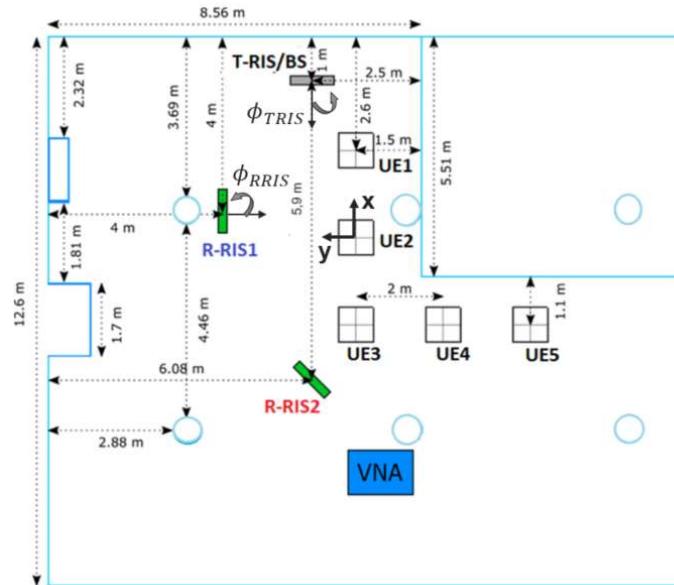 8.56 m
T-RIS/BS
1 m
2.5 m
2.32 m
3.69 m
4 m
ϕ_TRIS
2.6 m
1.5 m
UE1
5.51 m
ϕ_RRIS
4 m
R-RIS1
5,9 m
x
y
UE2
1.81 m
12.6 m
1.7 m
4.46 m
2 m
1.1 m
UE3
UE4
UE5
6.08 m
R-RIS2
2.88 m
VNA